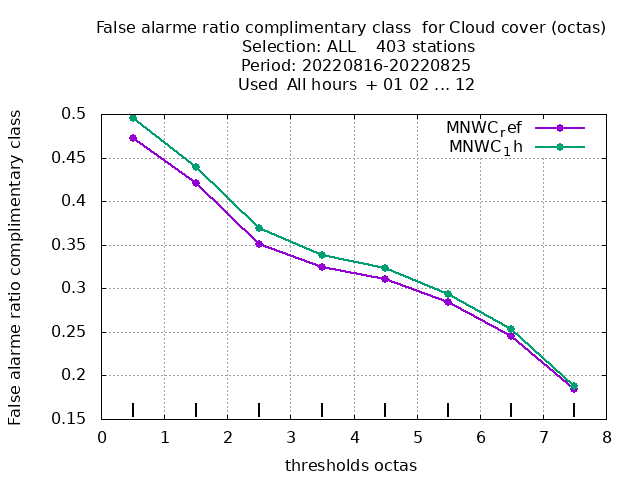 False alarme ratio complimentary class for Cloud cover (octas)
Selection: ALL 403 stations
Period: 20220816-20220825
Used All hours + 01 02 ... 12
False alarme ratio complimentary class
0.5
0.45
0.4
0.35
0.3
0.25
0.2
0.15
MNWC_ref
MNWC_1h
0 1 2 3 4 5 6 7 8
thresholds octas